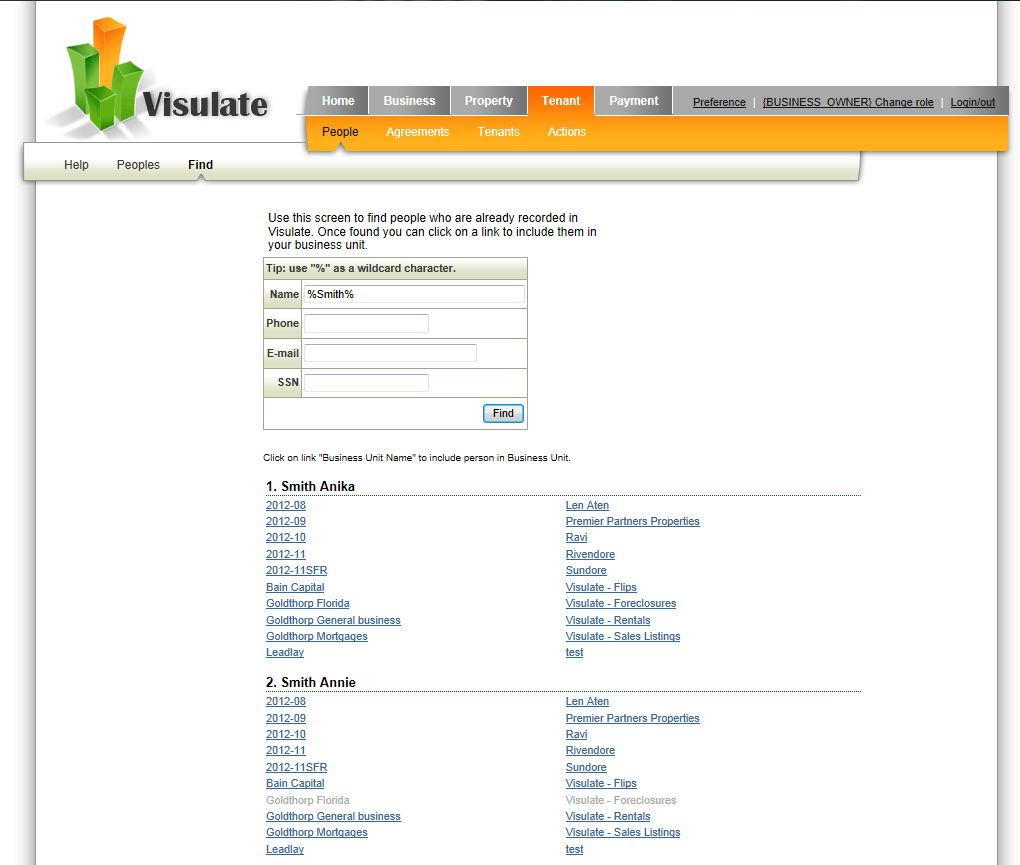 Visulate
Home Business Property Tenant Payment Preference | {BUSINESS_OWNER} Change role | Login/out
People Agreements Tenants Actions
Help Peoples Find
Use this screen to find people who are already recorded in
Visulate. Once found you can click on a link to include them in
your business unit.
Tip: use "%" as a wildcard character.
Name %Smith%
Phone
E-mail
SSN
Find
Click on link "Business Unit Name" to include person in Business Unit.
1. Smith Anika
2012-08 Len Aten
2012-09 Premier Partners Properties
2012-10 Ravi
2012-11 Rivendore
2012-11SFR Sundore
Bain Capital Visulate - Flips
Goldthorp Florida Visulate - Foreclosures
Goldthorp General business Visulate - Rentals
Goldthorp Mortgages Visulate - Sales Listings
Leadlay test
2. Smith Annie
2012-08 Len Aten
2012-09 Premier Partners Properties
2012-10 Ravi
2012-11 Rivendore
2012-11SFR Sundore
Bain Capital Visulate - Flips
Goldthorp Florida Visulate - Foreclosures
Goldthorp General business Visulate - Rentals
Goldthorp Mortgages Visulate - Sales Listings
Leadlay test